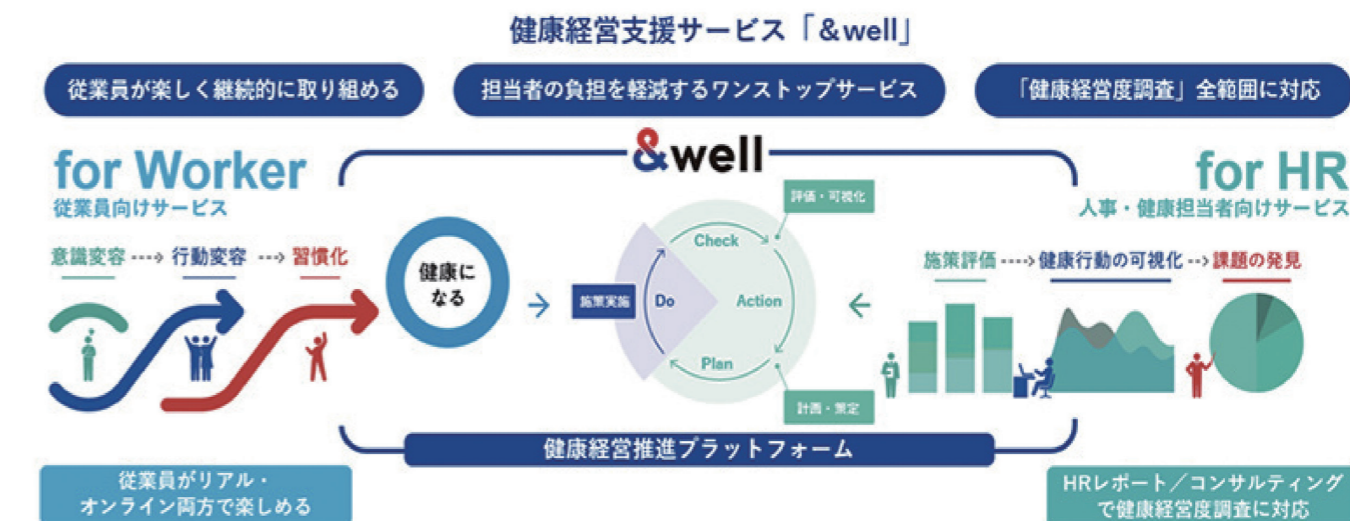 健康経営支援サービス「&well」
従業員が楽しく継続的に取り組める
担当者の負担を軽減するワンストップサービス
「健康経営度調査」全範囲に対応
&well
for Worker
従業員向けサービス
意識変容
行動変容
習慣化
健康に
なる
評価・可視化
Check
施策実施
Do
Action
Plan
計画・策定
for HR
人事・健康担当者向けサービス
施策評価
健康行動の可視化
課題の発見
健康経営推進プラットフォーム
従業員がリアル・
オンライン両方で楽しめる
HRレポート／コンサルティング
で健康経営度調査に対応